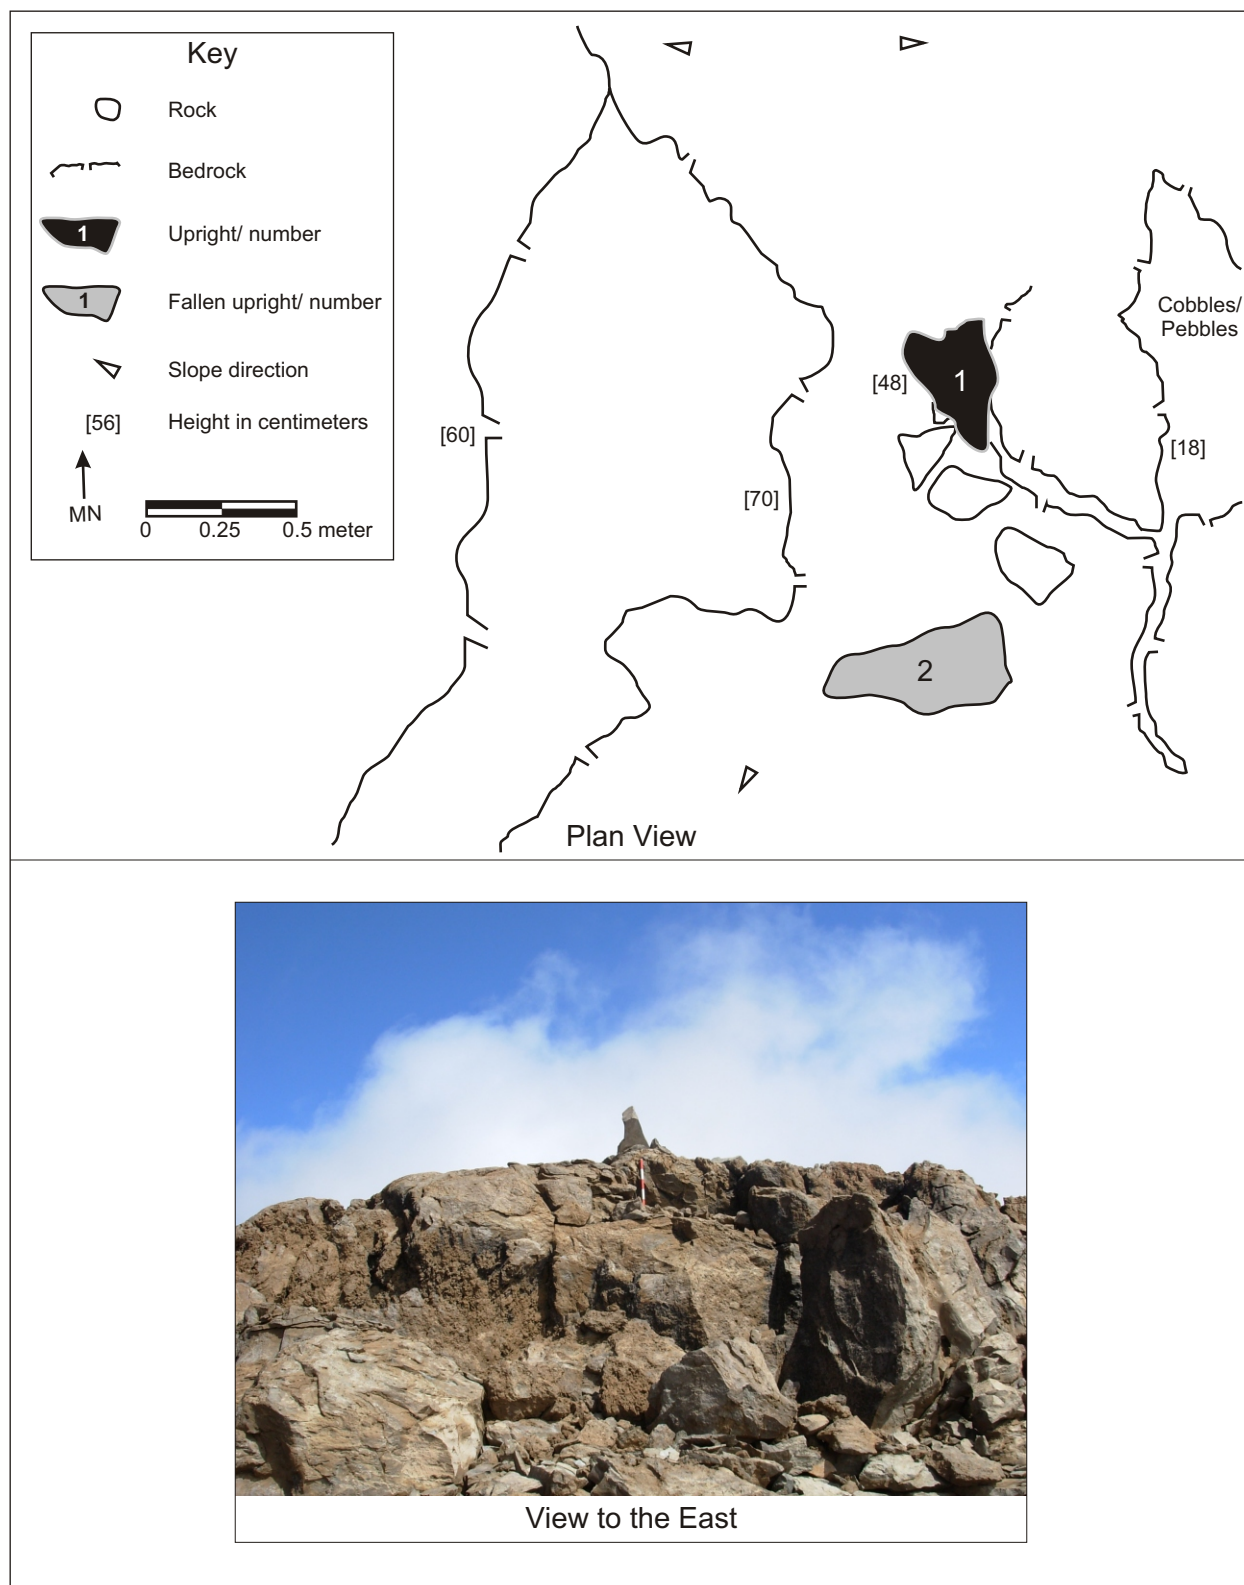 Key
Rock
Bedrock
1
Upright/ number
1
Fallen upright/ number
Slope direction
[56]
Height in centimeters
MN
0
0.25
0.5 meter
Cobbles/
Pebbles
[48]
1
[60]
[18]
[70]
2
Plan View
View to the East